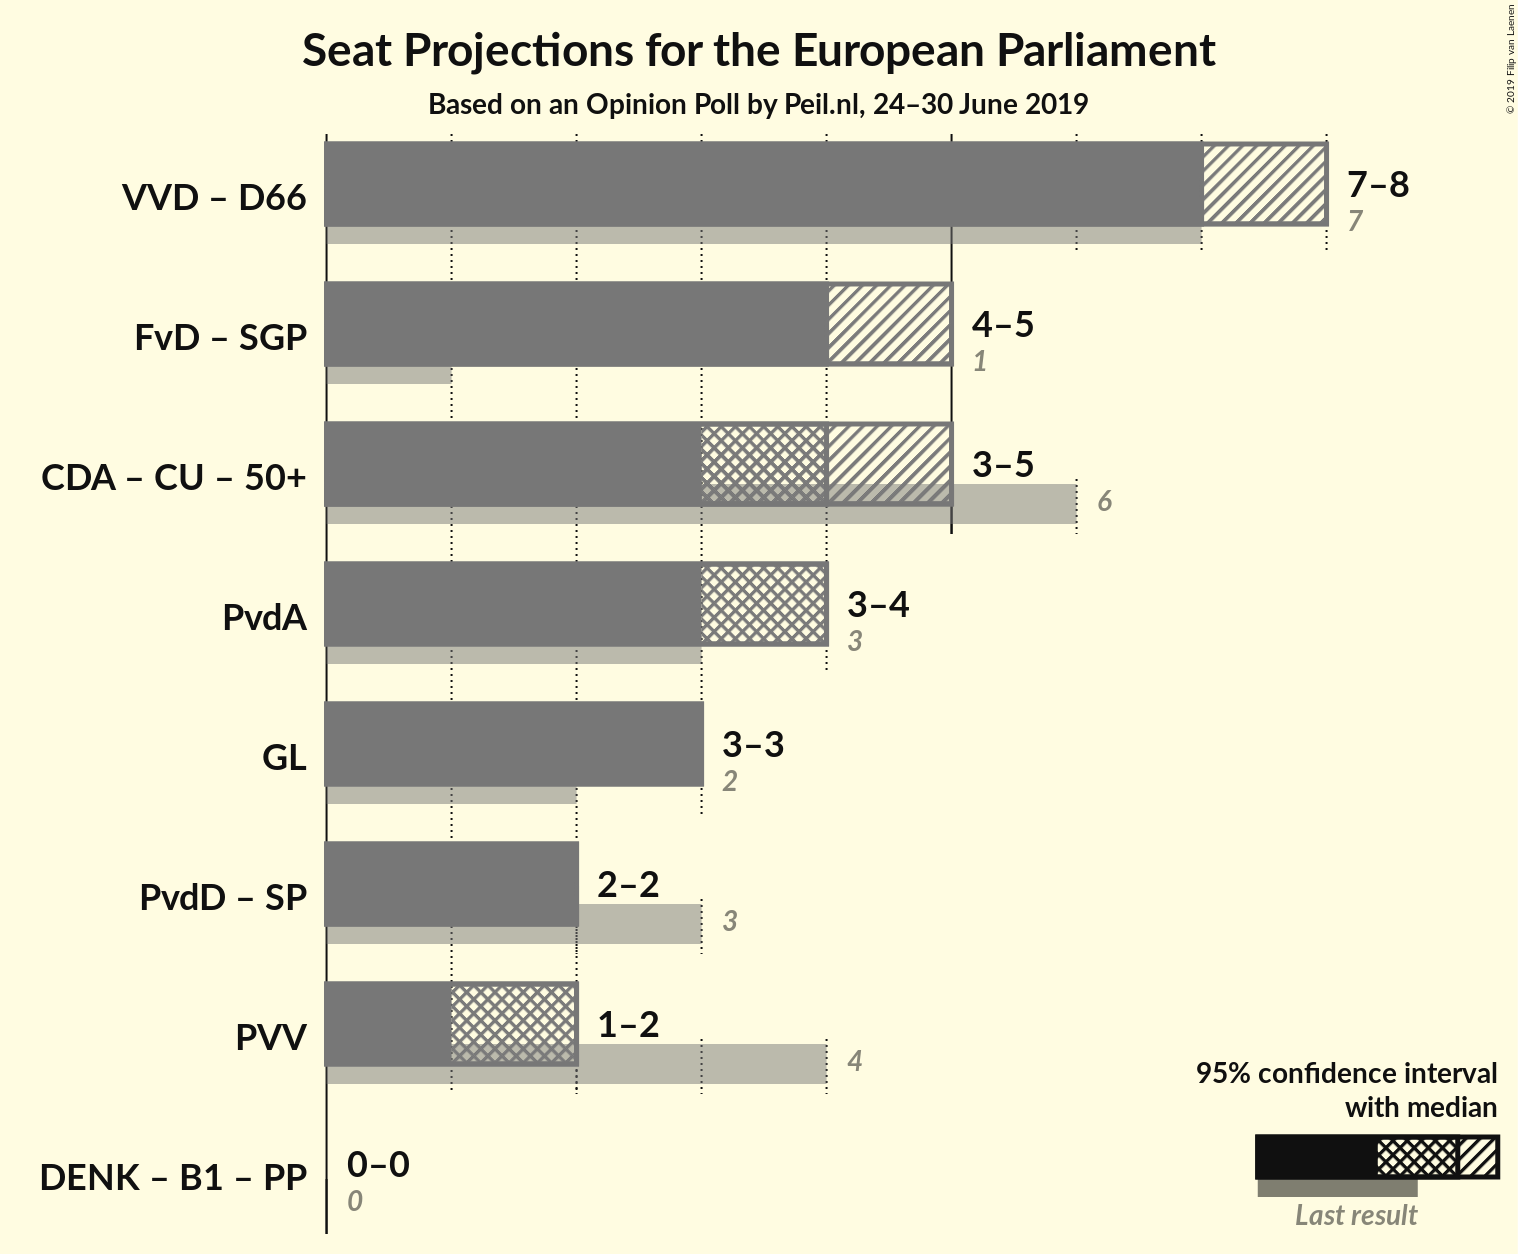 Seat Projections for the European Parliament
Based on an Opinion Poll by Peil.nl, 24–30 June 2019
© 2019 Filip van Laenen
VVD – D66
7–8
7
FvD – SGP
4–5
1
CDA – CU – 50+
3–5
6
PvdA
3–4
3
GL
3–3
2
PvdD – SP
2–2
3
PVV
1–2
4
DENK – B1 – PP
0–0
0
95% confidence interval
with median
Last result